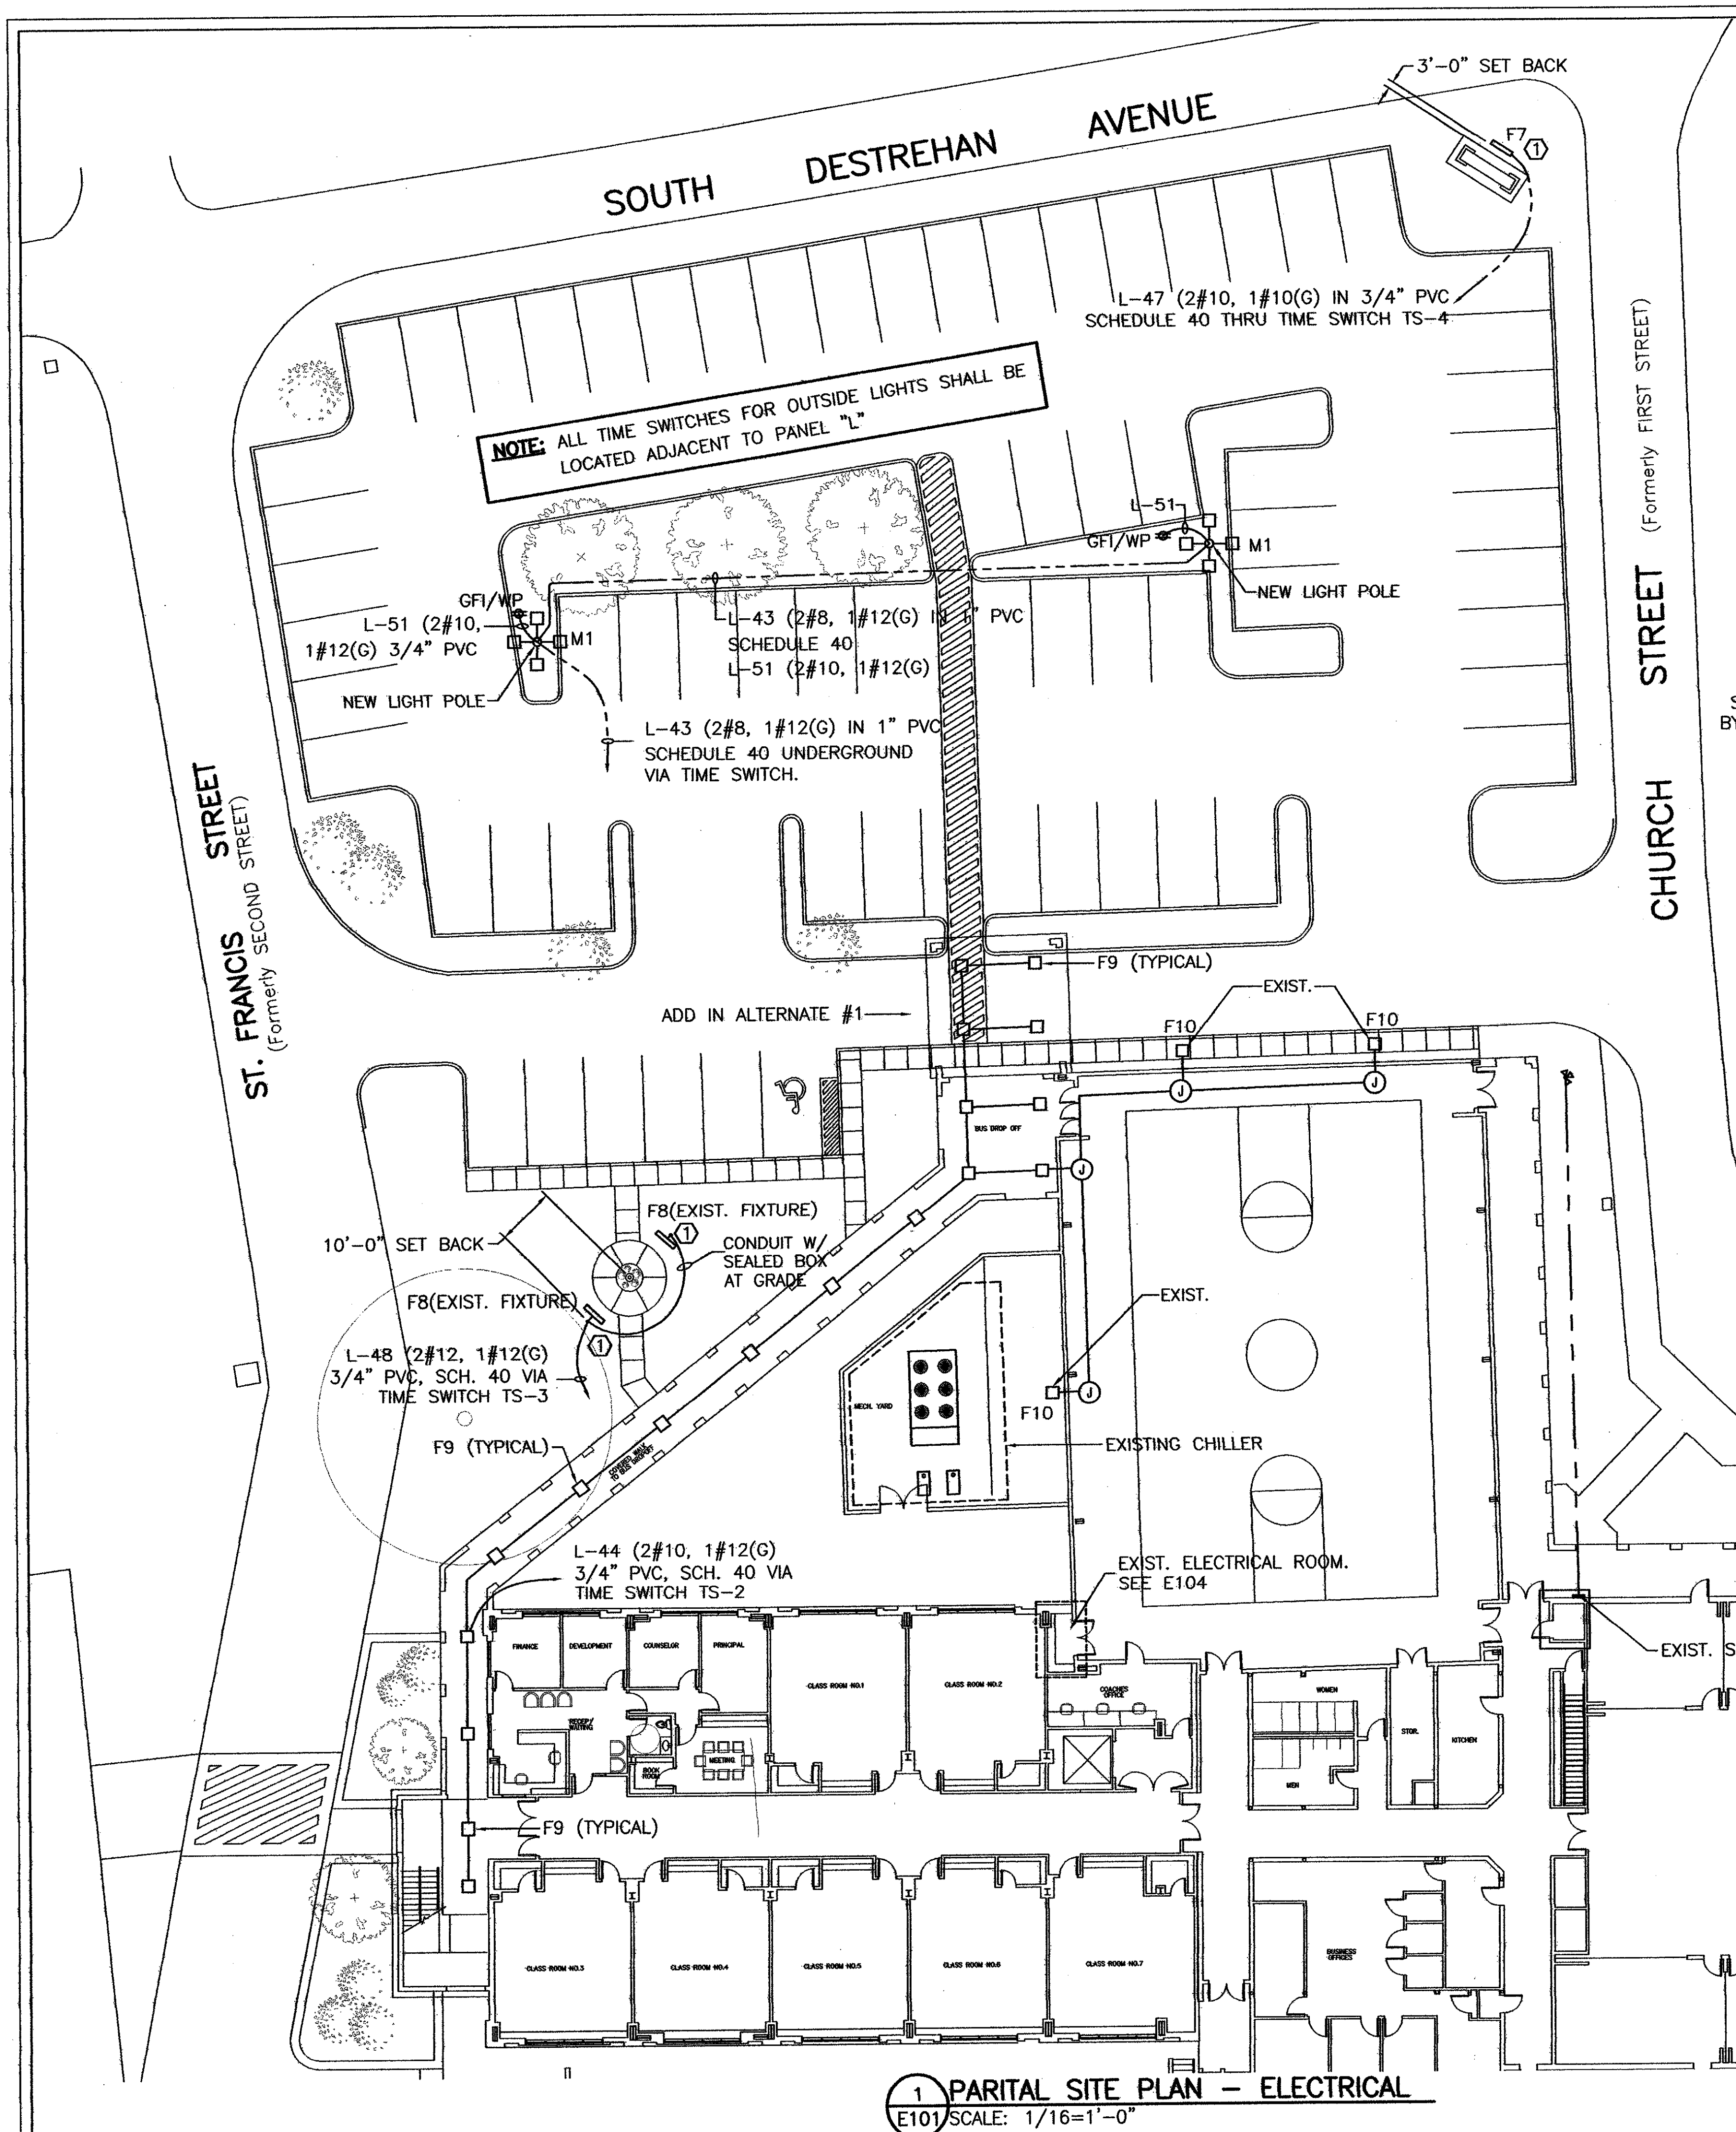 3'-0" SET BACK
SOUTH DESTREHAN AVENUE
F7
1
L-47 (2#10, 1#10(G) IN 3/4" PVC
SCHEDULE 40 THRU TIME SWITCH TS-4
NOTE: ALL TIME SWITCHES FOR OUTSIDE LIGHTS SHALL BE
LOCATED ADJACENT TO PANEL "L"
CHURCH STREET (Formerly FIRST STREET)
L-51
GFI/WP
M1
NEW LIGHT POLE
GFI/WP
L-51 (2#10,
1#12(G) 3/4" PVC
M1
NEW LIGHT POLE
L-43 (2#8, 1#12(G) IN 1" PVC
SCHEDULE 40
L-51 (2#10, 1#12(G)
L-43 (2#8, 1#12(G) IN 1" PVC
SCHEDULE 40 UNDERGROUND
VIA TIME SWITCH.
S
BY
ST. FRANCIS STREET
(Formerly SECOND STREET)
F9 (TYPICAL)
ADD IN ALTERNATE #1
EXIST.
F10
F10
J
J
BUS DROP OFF
J
F8(EXIST. FIXTURE)
1
10'-0" SET BACK
CONDUIT W/
SEALED BOX
AT GRADE
F8(EXIST. FIXTURE)
1
L-48 (2#12, 1#12(G)
3/4" PVC, SCH. 40 VIA
TIME SWITCH TS-3
EXIST.
J
F10
MECH. YARD
F9 (TYPICAL)
COVERED WALK
TO BUS DROPOFF
EXISTING CHILLER
L-44 (2#10, 1#12(G)
3/4" PVC, SCH. 40 VIA
TIME SWITCH TS-2
EXIST. ELECTRICAL ROOM.
SEE E104
FINANCE
DEVELOPMENT
COUNSELOR
PRINCIPAL
CLASS ROOM NO.1
CLASS ROOM NO.2
COACHES
OFFICE
WOMEN
STOR.
KITCHEN
EXIST. S
RECEP/
WAITING
BOOK
ROOM
MEETING
MEN
F9 (TYPICAL)
CLASS ROOM NO.3
CLASS ROOM NO.4
CLASS ROOM NO.5
CLASS ROOM NO.6
CLASS ROOM NO.7
BUSINESS
OFFICES
1 PARITAL SITE PLAN - ELECTRICAL
E101 SCALE: 1/16=1'-0"